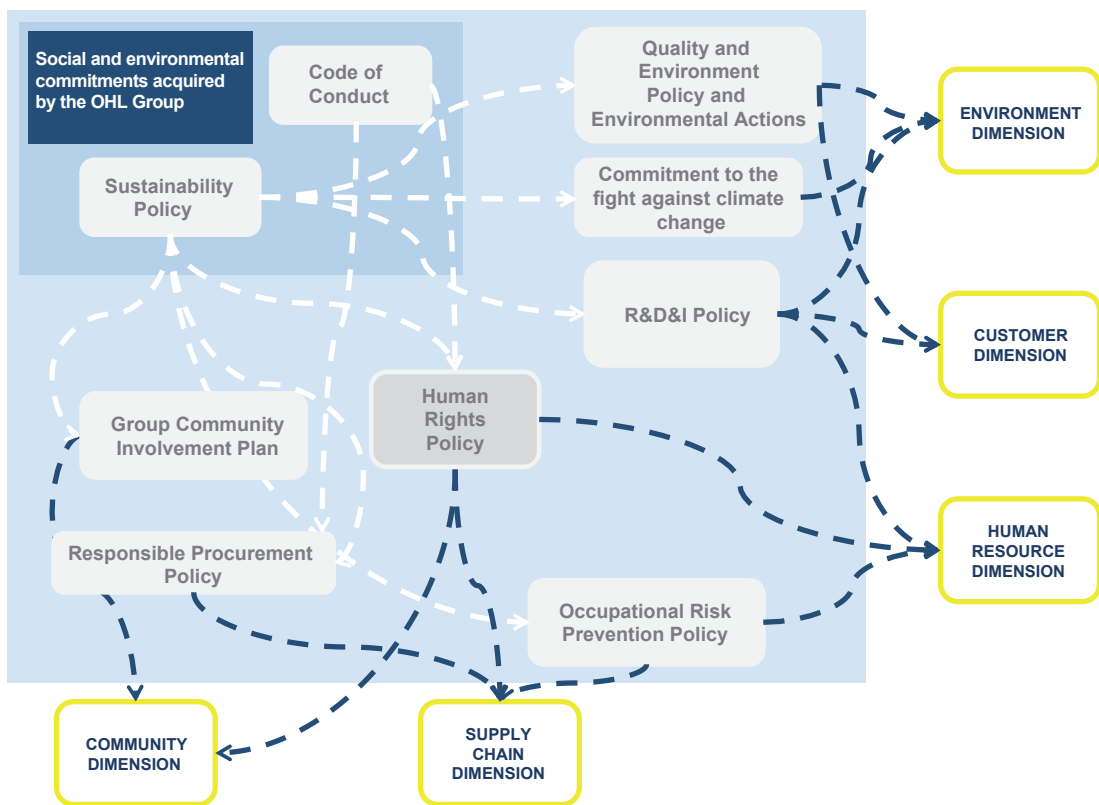 Social and environmental
commitments acquired
by the OHL Group
Code of
Conduct
Quality and
Environment
Policy and
Environmental Actions
ENVIRONMENT
DIMENSION
Sustainability
Policy
Commitment to the
fight against climate
change
R&D&I Policy
CUSTOMER
DIMENSION
Human
Rights
Policy
Group Community
Involvement Plan
HUMAN
RESOURCE
DIMENSION
Responsible Procurement
Policy
Occupational Risk
Prevention Policy
COMMUNITY
DIMENSION
SUPPLY
CHAIN
DIMENSION